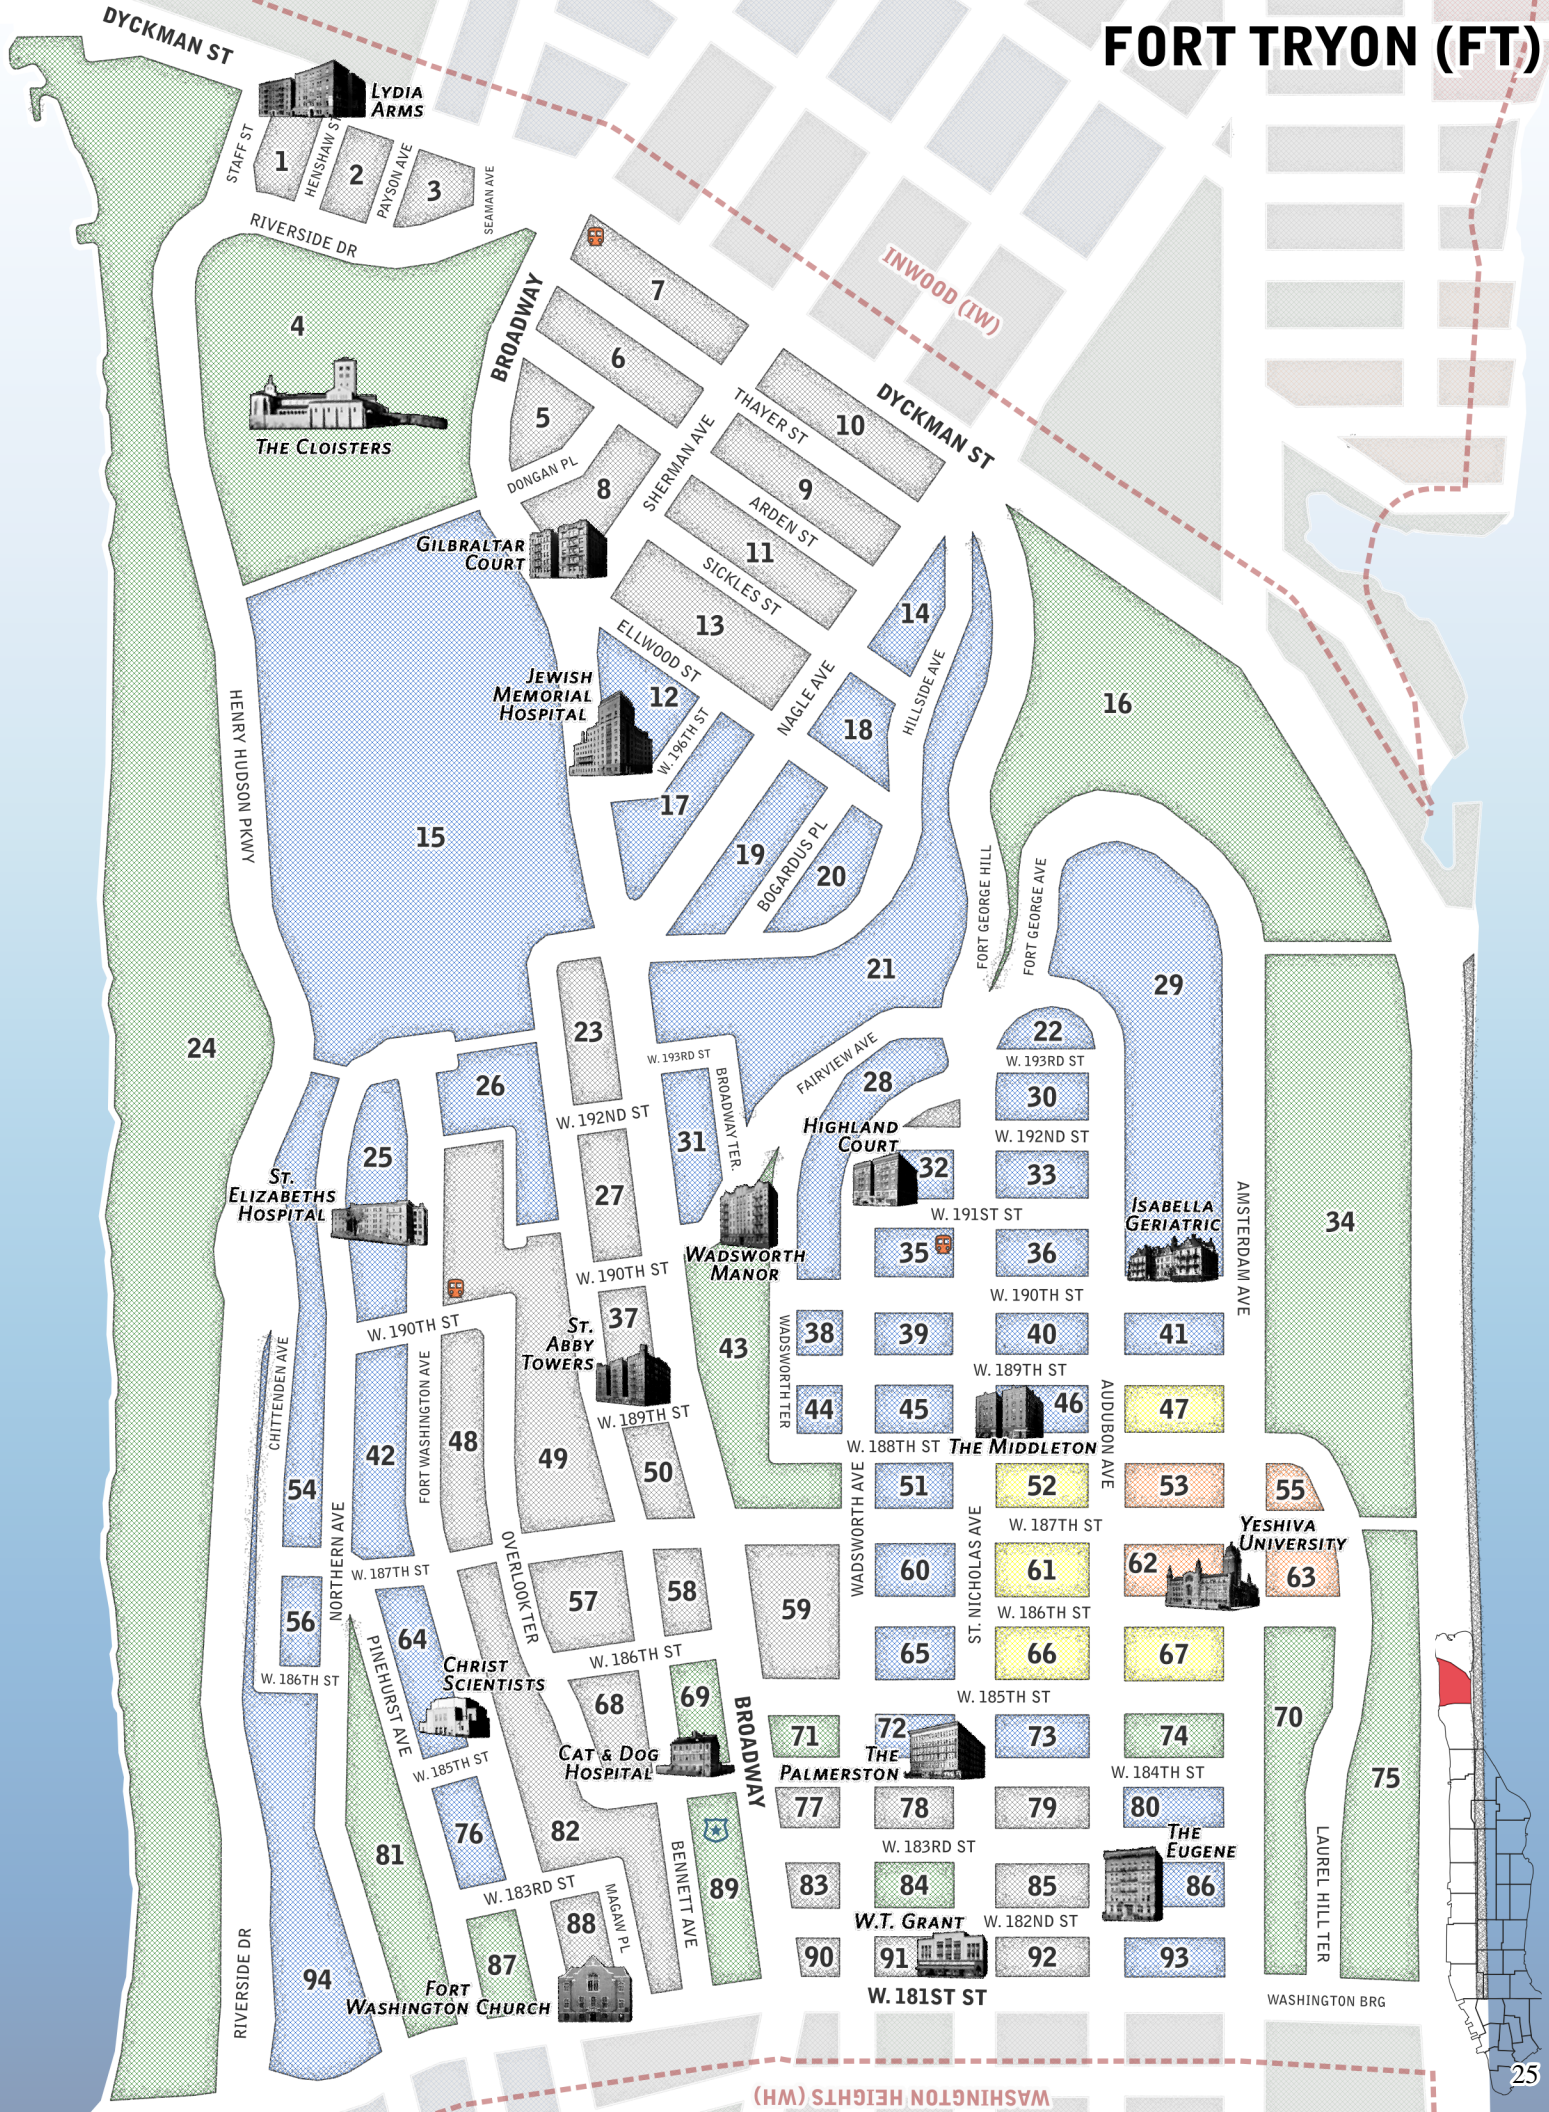 FORT TRYON (FT)
DYCKMAN ST
LYDIA
ARMS
STAFF ST
1
HENSHAW ST
2
PAYSON AVE
3
SEAMAN AVE
RIVERSIDE DR
4
THE CLOISTERS
BROADWAY
7
6
5
DONGAN PL
8
INWOOD (IW)
THAYER ST
10
DYCKMAN ST
SHERMAN AVE
9
ARDEN ST
11
SICKLES ST
13
GILBRALTAR
COURT
ELLWOOD ST
12
JEWISH
MEMORIAL
HOSPITAL
W. 196TH ST
NAGLE AVE
14
HILLSIDE AVE
18
16
HENRY HUDSON PKWY
15
17
19
BOGARDUS PL
20
FORT GEORGE HILL
FORT GEORGE AVE
21
29
24
23
22
W. 193RD ST
W. 193RD ST
26
BROADWAY TER.
FAIRVIEW AVE
28
30
W. 192ND ST
W. 192ND ST
HIGHLAND
COURT
25
31
32
33
ST.
ELIZABETHS
HOSPITAL
27
W. 191ST ST
ISABELLA
GERIATRIC
AMSTERDAM AVE
34
WADSWORTH
MANOR
35
36
W. 190TH ST
W. 190TH ST
W. 190TH ST
37
ST.
ABBY
TOWERS
43
WADSWORTH TER
38
39
40
41
W. 189TH ST
CHITTENDEN AVE
FORT WASHINGTON AVE
W. 189TH ST
44
45
46
AUDUBON AVE
47
42
48
49
W. 188TH ST
THE MIDDLETON
54
50
WADSWORTH AVE
51
52
53
55
NORTHERN AVE
OVERLOOK TER
ST. NICHOLAS AVE
W. 187TH ST
YESHIVA
UNIVERSITY
W. 187TH ST
60
61
62
63
56
57
58
59
W. 186TH ST
64
W. 186TH ST
W. 186TH ST
65
66
67
PINEHURST AVE
CHRIST
SCIENTISTS
W. 185TH ST
68
69
BROADWAY
70
71
72
73
74
W. 185TH ST
CAT & DOG
HOSPITAL
THE
PALMERSTON
W. 184TH ST
75
77
78
79
80
76
82
W. 183RD ST
THE
EUGENE
LAUREL HILL TER
81
BENNETT AVE
W. 183RD ST
83
84
85
86
89
MAGAW PL
88
W.T. GRANT
W. 182ND ST
RIVERSIDE DR
94
87
90
91
92
93
FORT
WASHINGTON CHURCH
W. 181ST ST
WASHINGTON BRG
WASHINGTON HEIGHTS (WH)
25